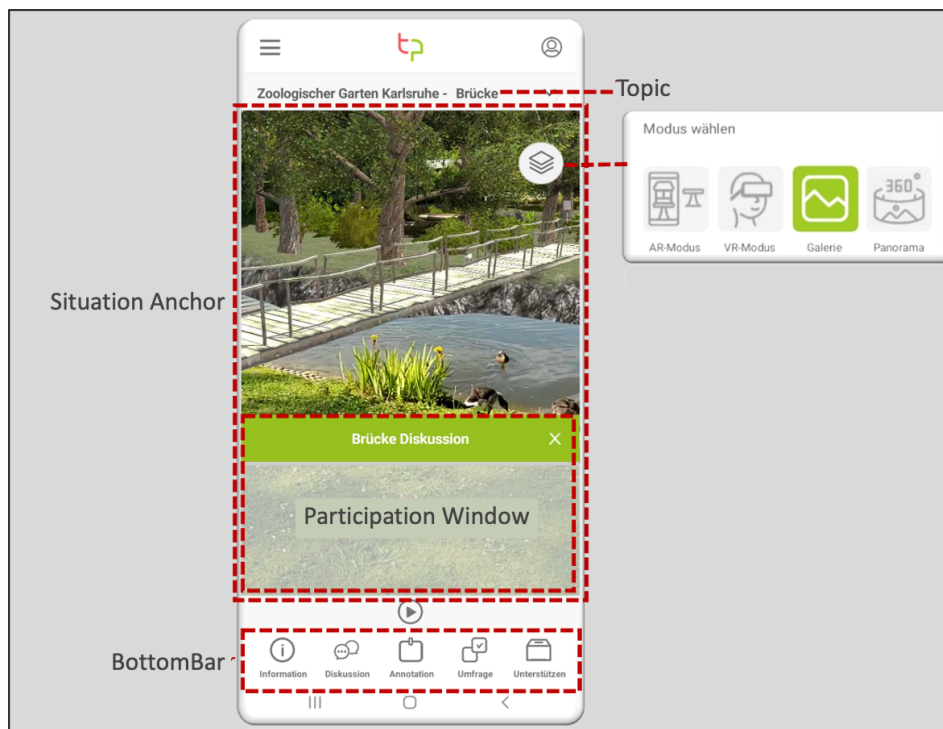 tp
Zoologischer Garten Karlsruhe - Brücke
Topic
Modus wählen
360°
AR-Modus VR-Modus Galerie Panorama
Situation Anchor
Brücke Diskussion X
Participation Window
BottomBar
Information Diskussion Annotation Umfrage Unterstützen